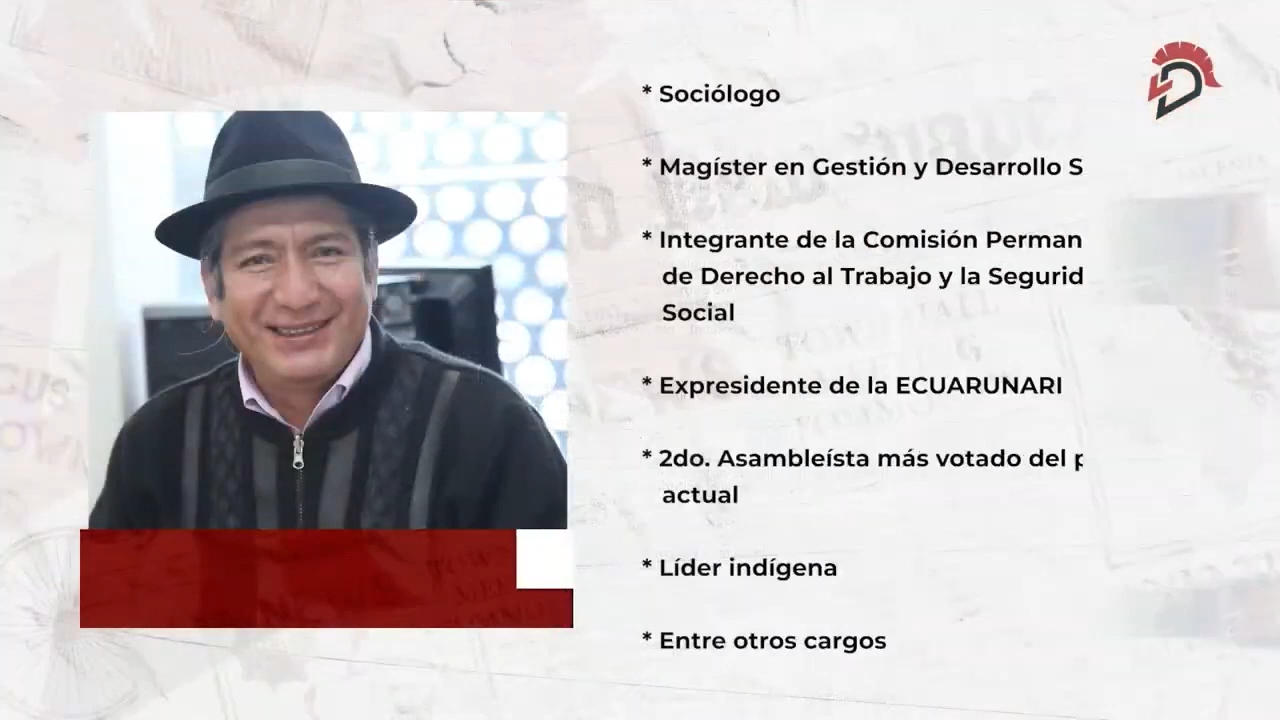 * Sociólogo
* Magíster en Gestión y Desarrollo S
* Integrante de la Comisión Perman
de Derecho al Trabajo y la Segurid
Social
* Expresidente de la ECUARUNARI
* 2do. Asambleísta más votado del p
actual
* Líder indígena
* Entre otros cargos